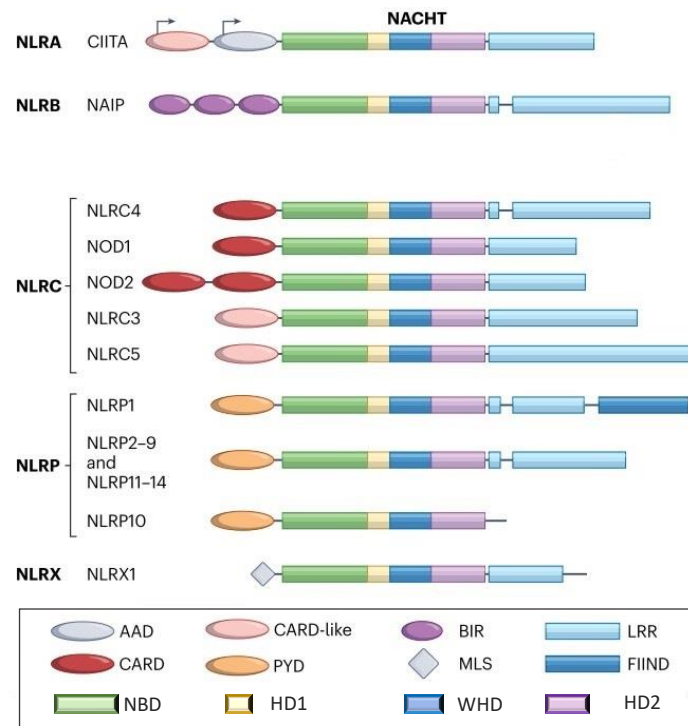 NACHT
NLRA CIITA
NLRB NAIP
NLRC4
NOD1
NLRC NOD2
NLRC3
NLRC5
NLRP1
NLRP2–9
NLRP and
NLRP11–14
NLRP10
NLRX NLRX1
AAD CARD-like BIR LRR
CARD PYD MLS FIIND
NBD HD1 WHD HD2